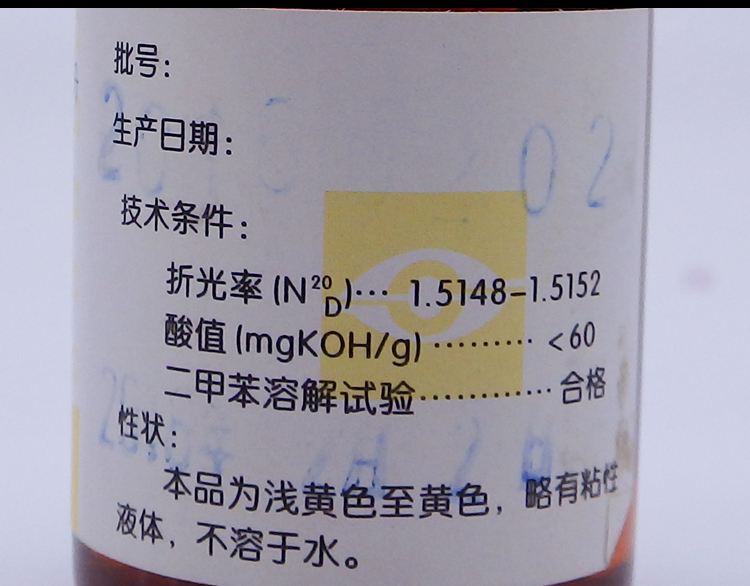 批号：
生产日期：
02
技术条件：
折光率(N²⁰D)… 1.5148-1.5152
酸值(mgKOH/g)………<60
二甲苯溶解试验…………合格
性状：
本品为浅黄色至黄色，略有粘性
液体，不溶于水。